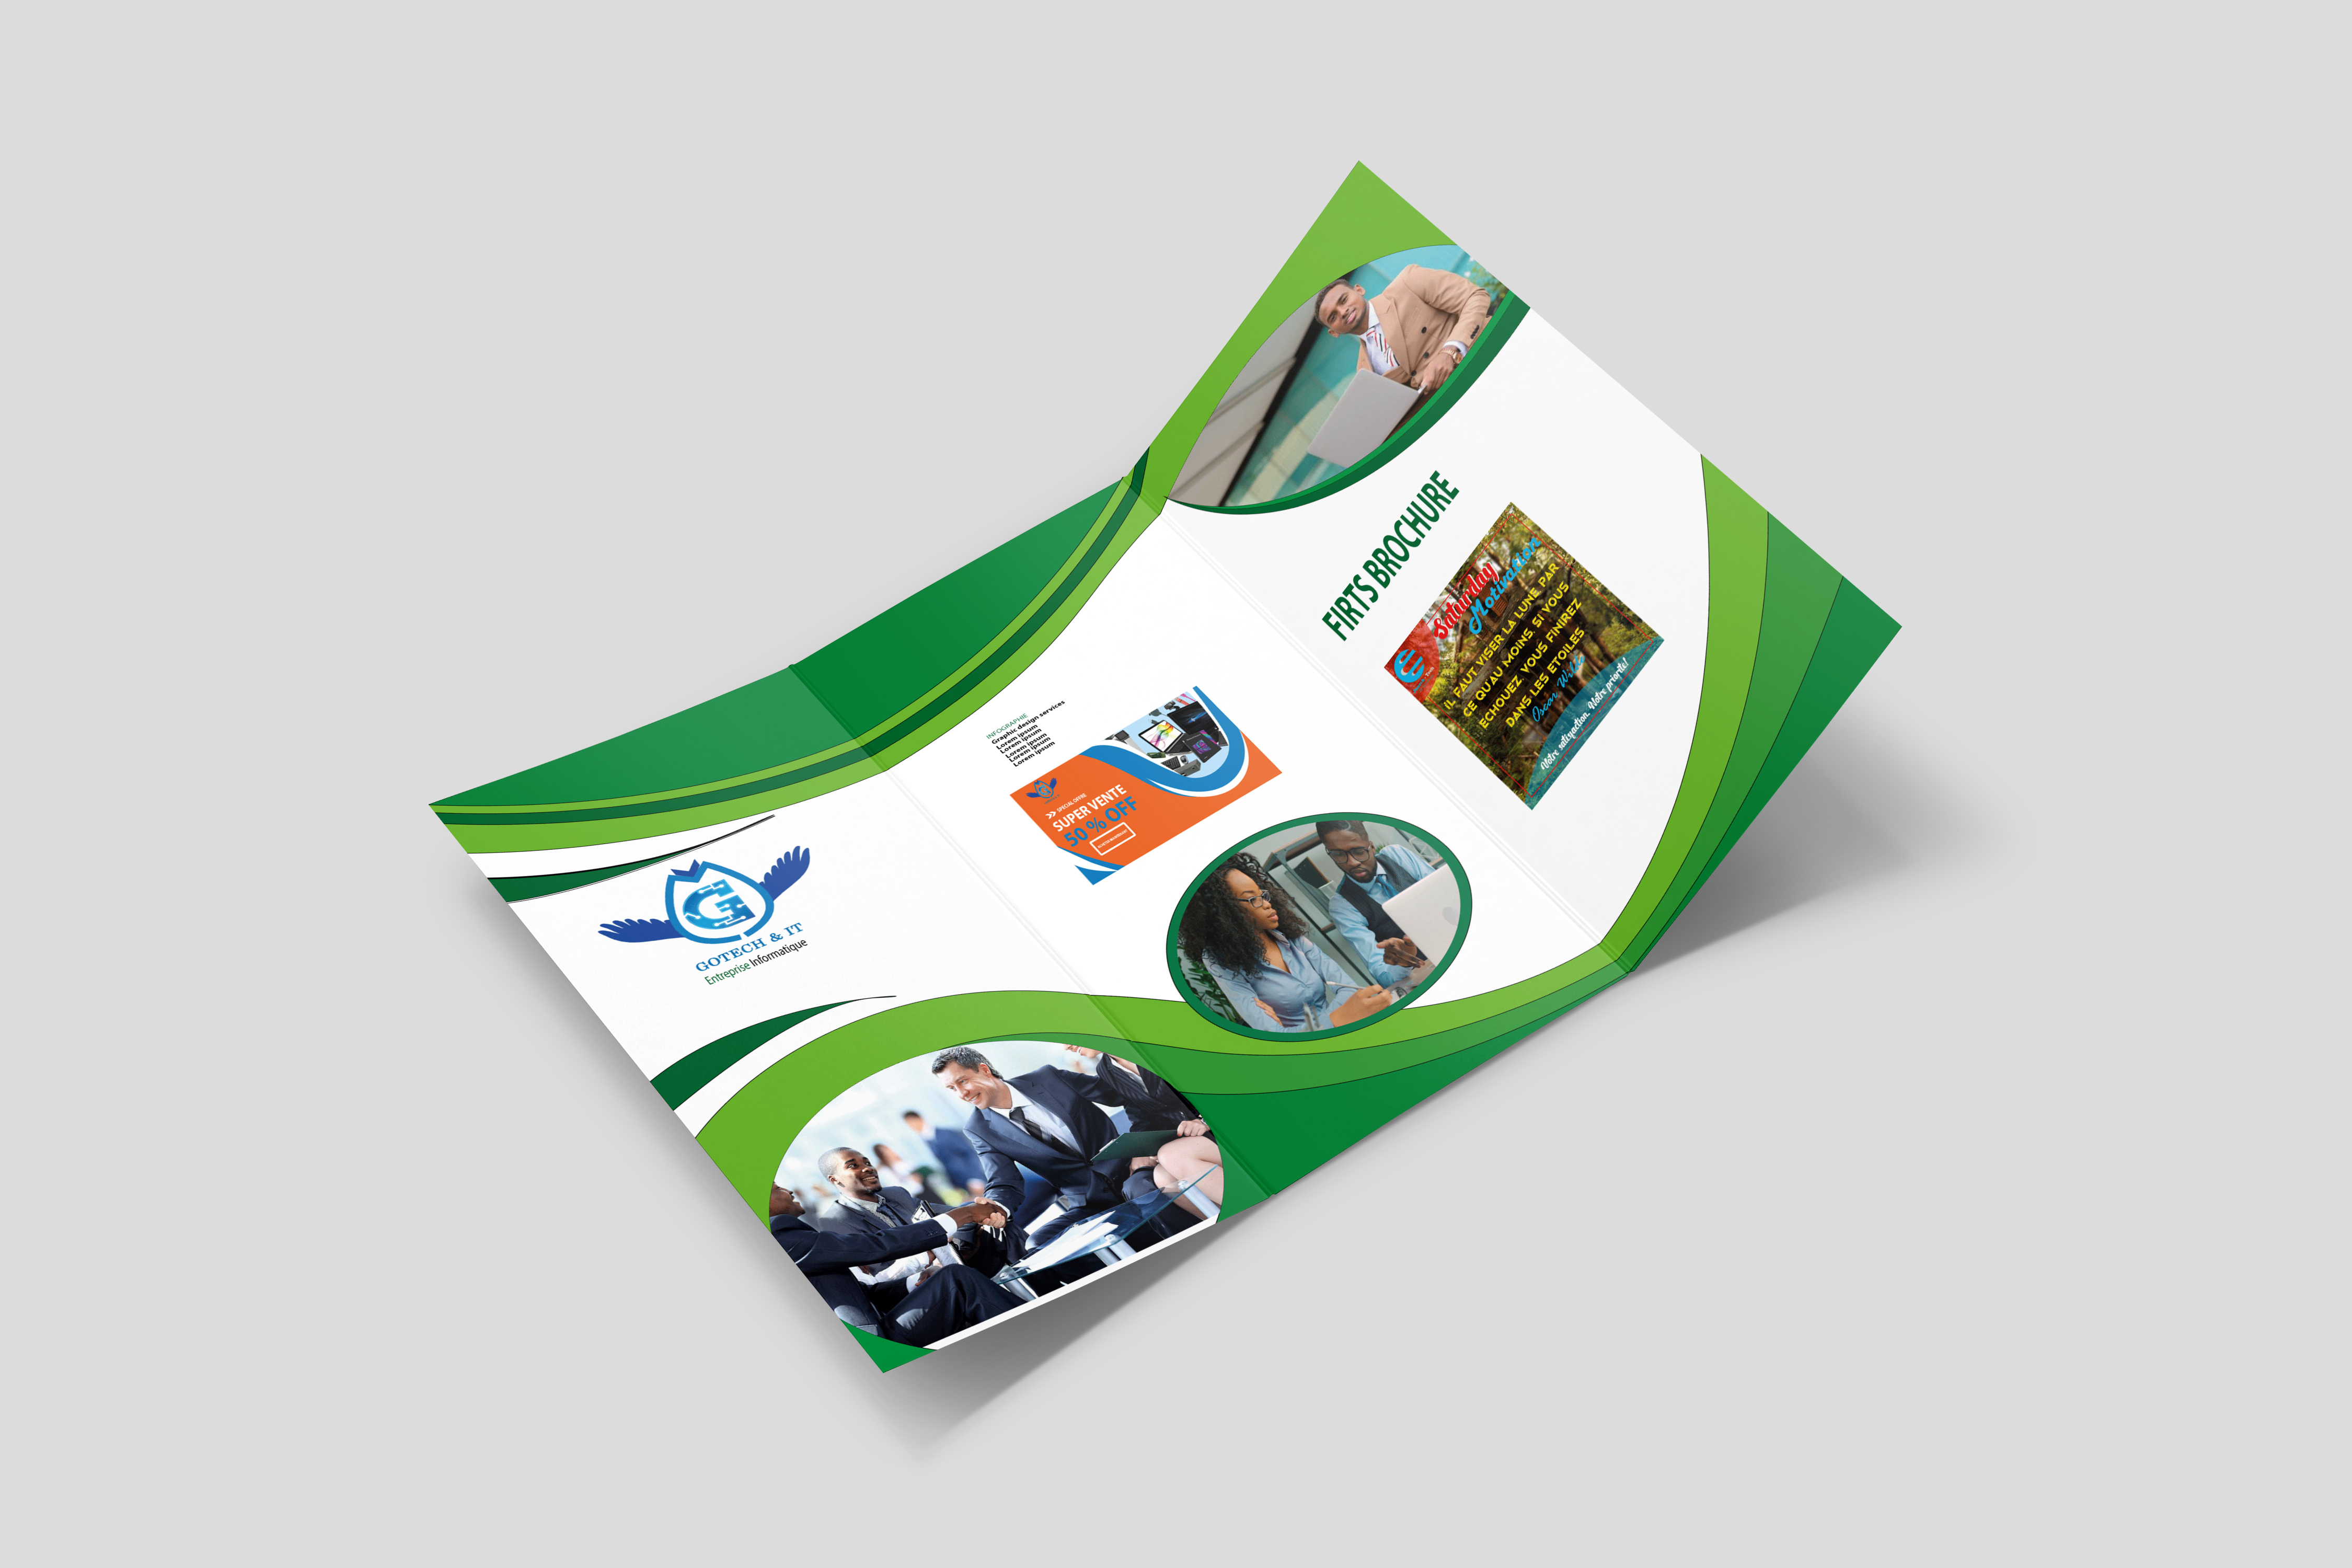 GOTECH & IT
Entreprise Informatique
INFOGRAPHIE
Graphic design services
Lorem ipsum
Lorem ipsum
Lorem ipsum
Lorem ipsum
Lorem ipsum
SPECIAL OFFRE
SUPER VENTE
50 % OFF
FIRTS BROCHURE
Saturday
Motivation
IL FAUT VISER LA LUNE, PAR
CE QU'AU MOINS, SI VOUS
ECHOUEZ, VOUS FINIREZ
DANS LES ETOILES
Oscar Wilde
Votre satisfaction, Notre priorité!